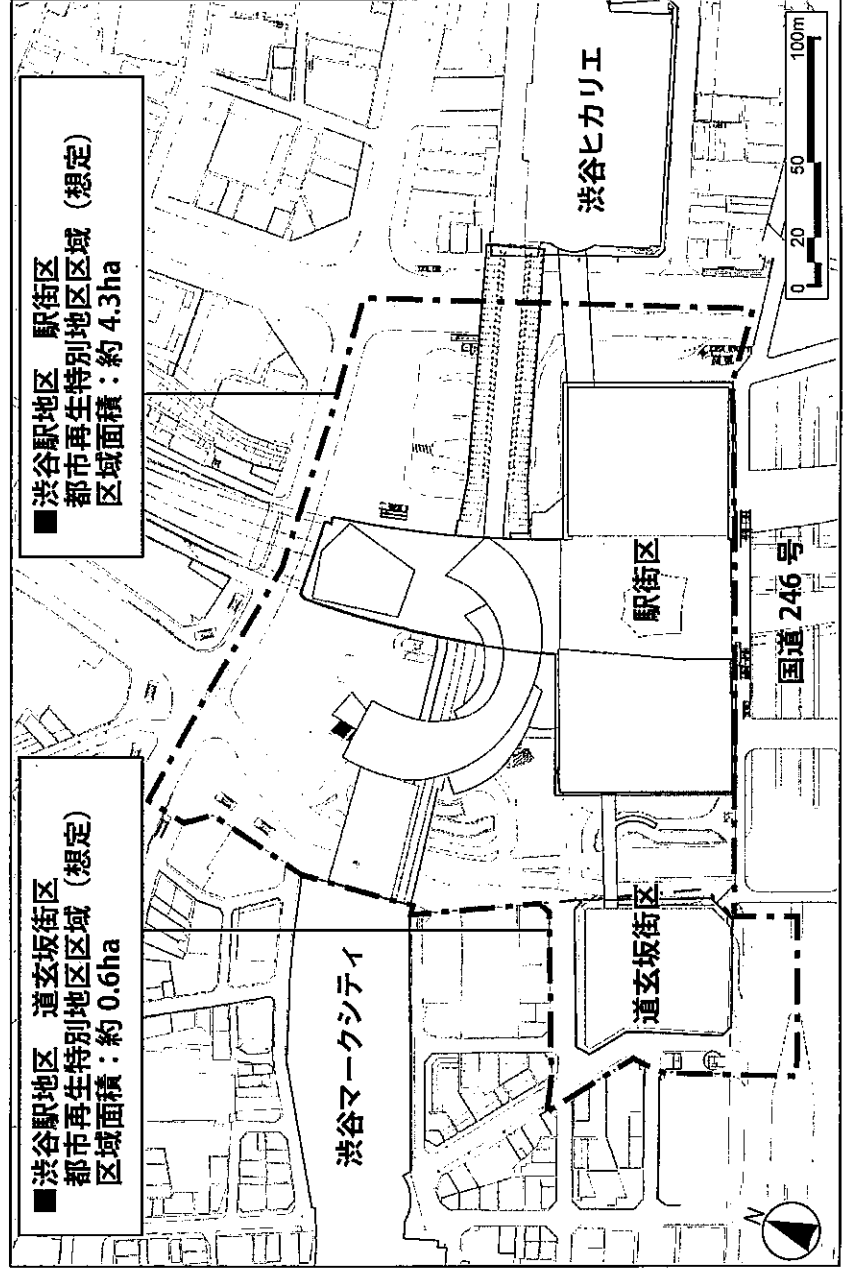 ■渋谷駅地区　道玄坂街区
都市再生特別地区区域（想定）
区域面積：約 0.6ha
■渋谷駅地区　駅街区
都市再生特別地区区域（想定）
区域面積：約 4.3ha
渋谷マークシティ
渋谷ヒカリエ
道玄坂街区
駅街区
国道 246 号
N
0 20 50 100m